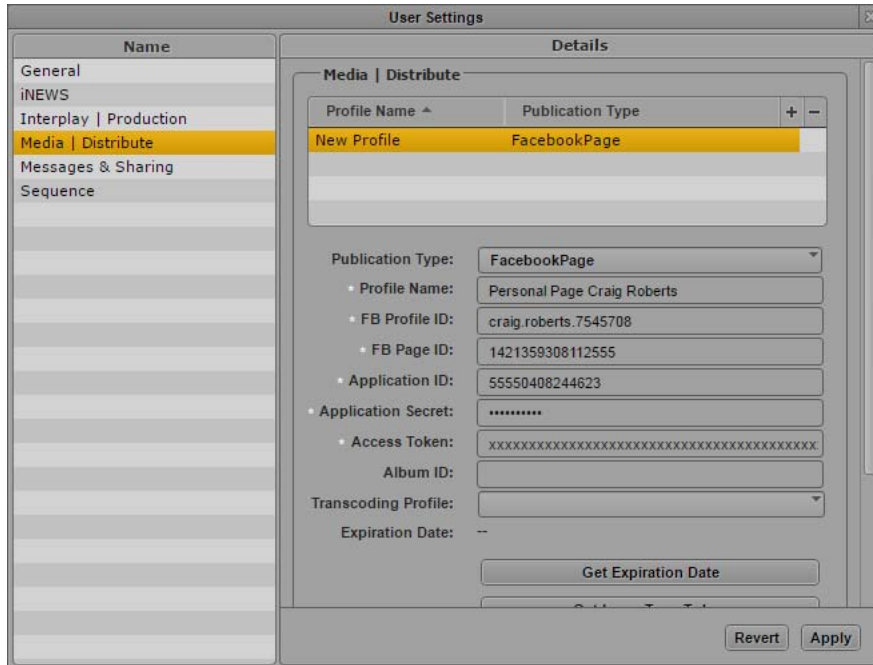 User Settings
Name
General
iNEWS
Interplay | Production
Media | Distribute
Messages & Sharing
Sequence
Details
Media | Distribute
Profile Name Publication Type + −
New Profile FacebookPage
Publication Type: FacebookPage
Profile Name: Personal Page Craig Roberts
FB Profile ID: craig.roberts.7545708
FB Page ID: 1421359308112555
Application ID: 55550408244623
Application Secret: ••••••••••
Access Token: xxxxxxxxxxxxxxxxxxxxxxxxxxxxxxxxxxxxxxxxxx
Album ID:
Transcoding Profile:
Expiration Date: --
Get Expiration Date
Revert Apply